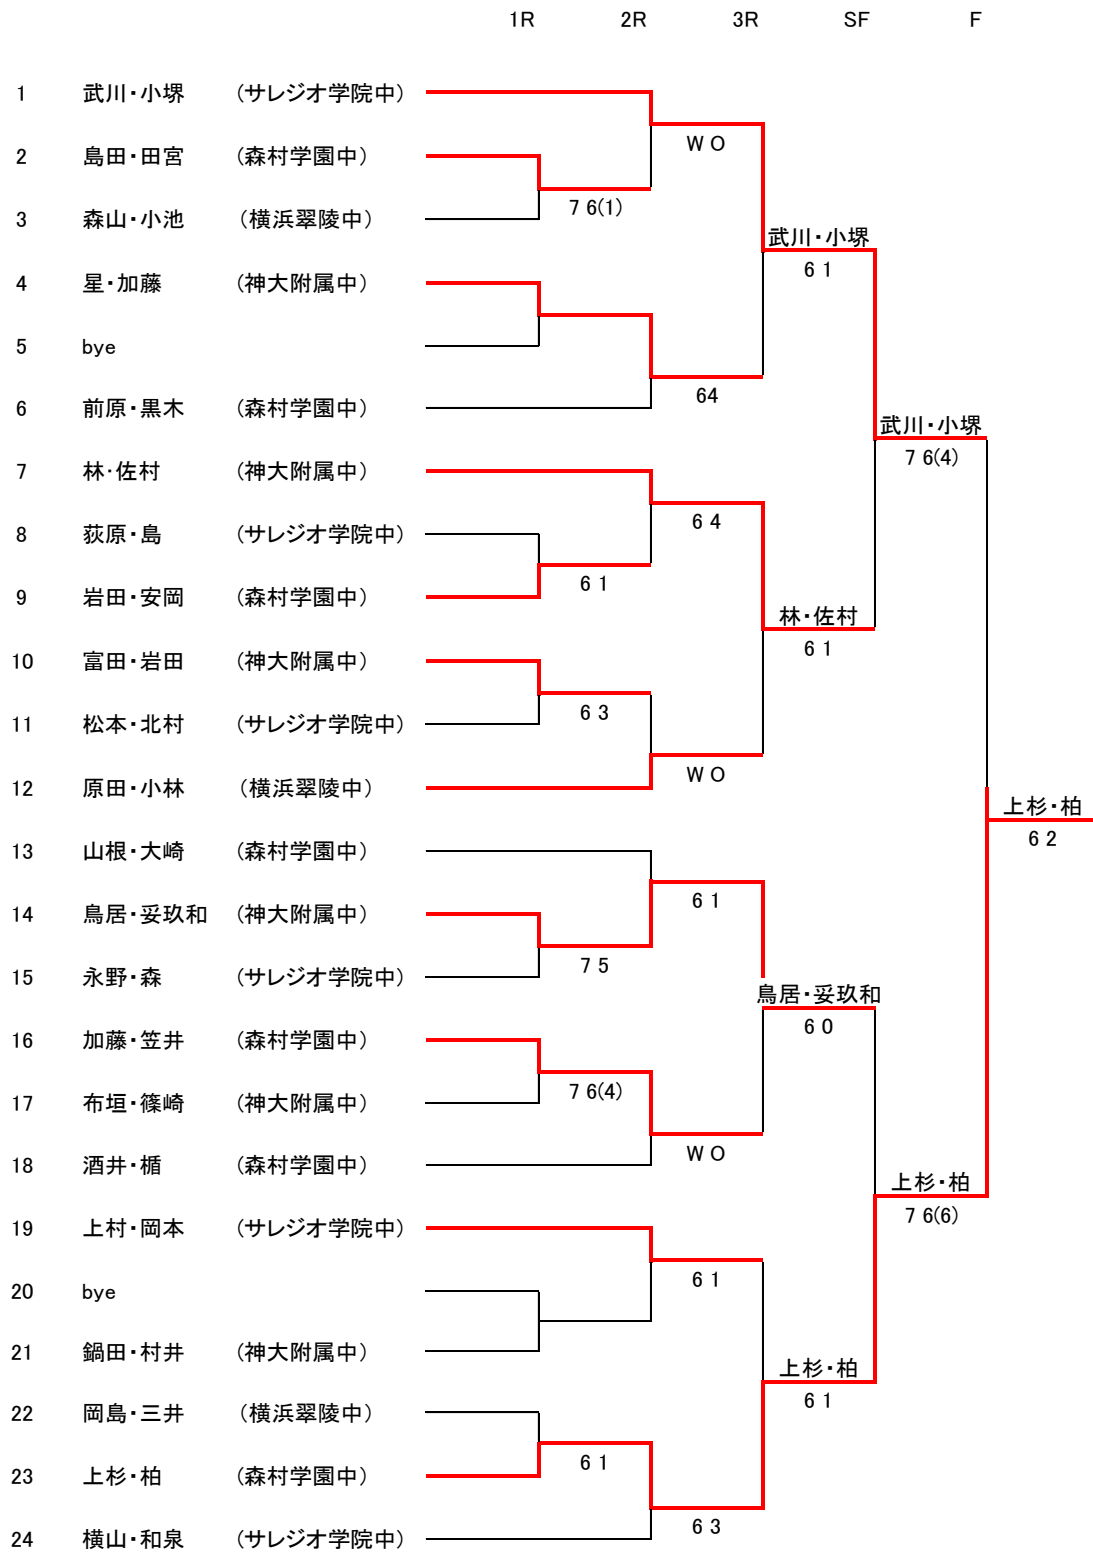 1R 2R 3R SF F
1 武川・小堺 (サレジオ学院中)
W O
2 島田・田宮 (森村学園中)
7 6(1)
3 森山・小池 (横浜翠陵中)
武川・小堺
6 1
4 星・加藤 (神大附属中)
5 bye
64
6 前原・黒木 (森村学園中)
武川・小堺
7 6(4)
7 林・佐村 (神大附属中)
6 4
8 荻原・島 (サレジオ学院中)
6 1
9 岩田・安岡 (森村学園中)
林・佐村
6 1
10 富田・岩田 (神大附属中)
6 3
11 松本・北村 (サレジオ学院中)
W O
12 原田・小林 (横浜翠陵中)
上杉・柏
6 2
13 山根・大崎 (森村学園中)
6 1
14 鳥居・妥玖和 (神大附属中)
7 5
15 永野・森 (サレジオ学院中)
鳥居・妥玖和
6 0
16 加藤・笠井 (森村学園中)
7 6(4)
17 布垣・篠崎 (神大附属中)
W O
18 酒井・楯 (森村学園中)
上杉・柏
7 6(6)
19 上村・岡本 (サレジオ学院中)
6 1
20 bye
21 鍋田・村井 (神大附属中)
上杉・柏
6 1
22 岡島・三井 (横浜翠陵中)
6 1
23 上杉・柏 (森村学園中)
6 3
24 横山・和泉 (サレジオ学院中)